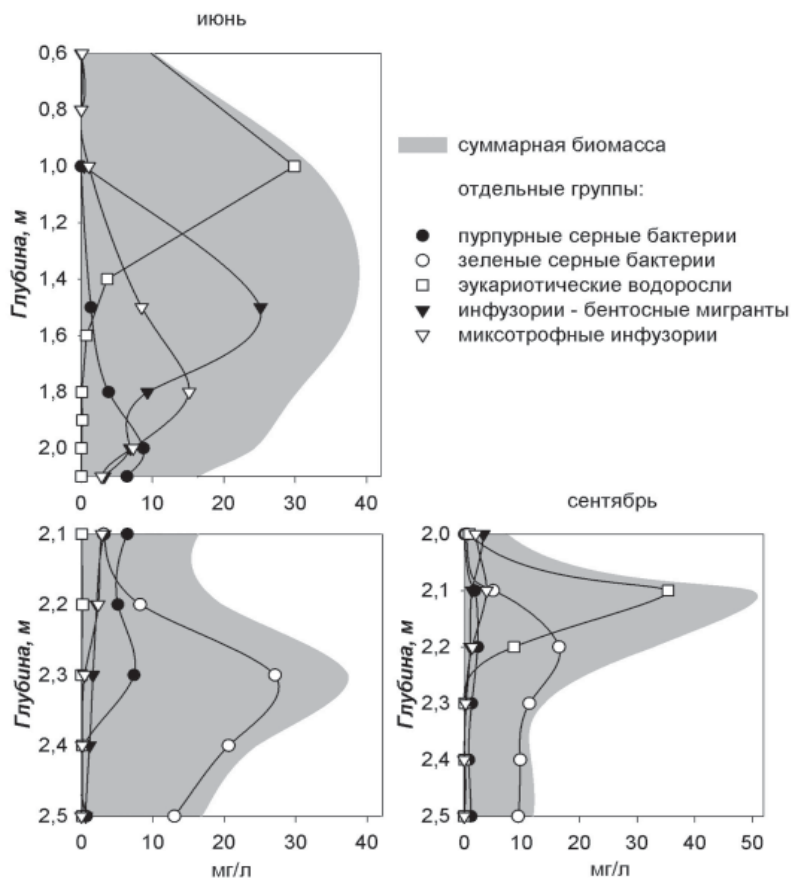 июнь
0,6
0,8
1,0
1,2
1,4
1,6
1,8
2,0
Глубина, м
0 10 20 30 40
суммарная биомасса
отдельные группы:
пурпурные серные бактерии
зеленые серные бактерии
эукариотические водоросли
инфузории - бентосные мигранты
миксотрофные инфузории
2,1
2,2
2,3
2,4
2,5
Глубина, м
0 10 20 30 40
мг/л
сентябрь
2,0
2,1
2,2
2,3
2,4
2,5
Глубина, м
0 10 20 30 40 50
мг/л